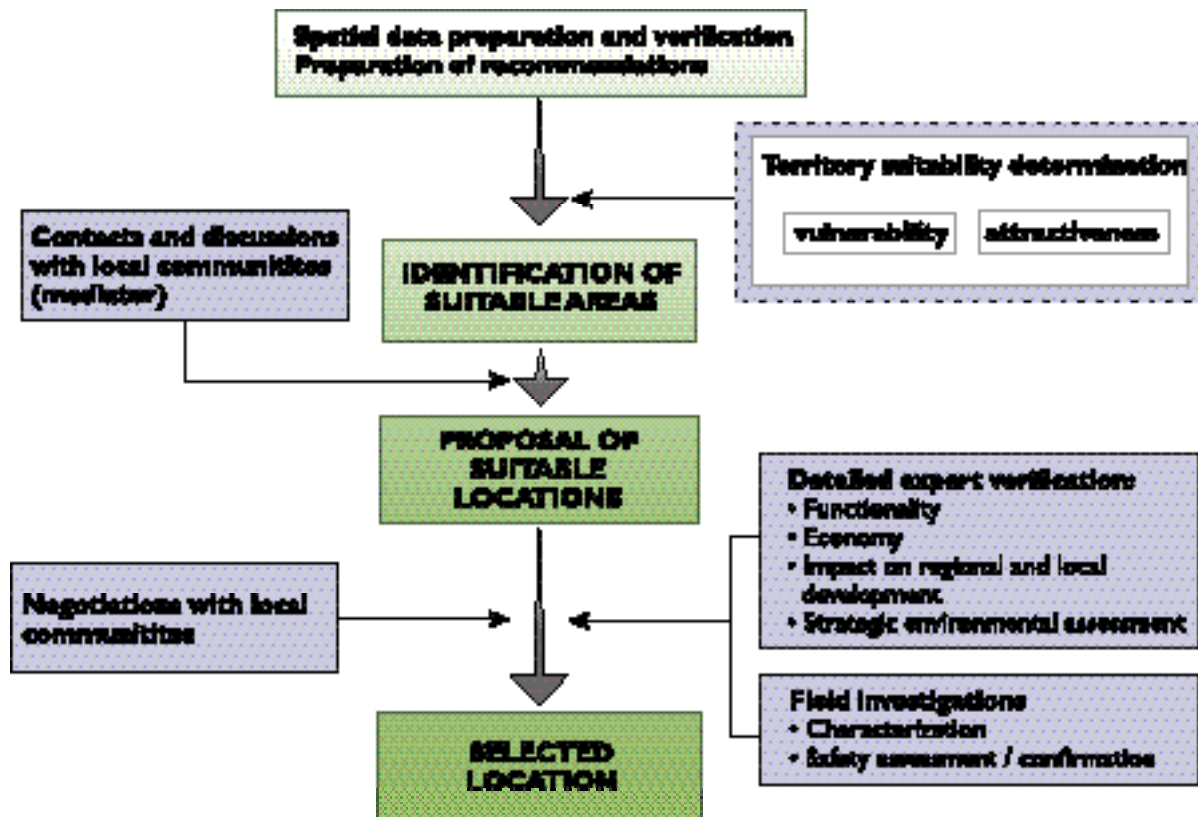 Spatial data preparation and verification
Preparation of recommendations
Territory suitability determination
vulnerability
attractiveness
Contacts and discussions
with local communitites
(mediator)
IDENTIFICATION OF
SUITABLE AREAS
PROPOSAL OF
SUITABLE
LOCATIONS
Detailed expert verification:
• Functionality
• Economy
• Impact on regional and local
development
• Strategic environmental assessment
Negotiations with local
communitites
Field investigations
• Characterization
• Safety assessment / confirmation
SELECTED
LOCATION